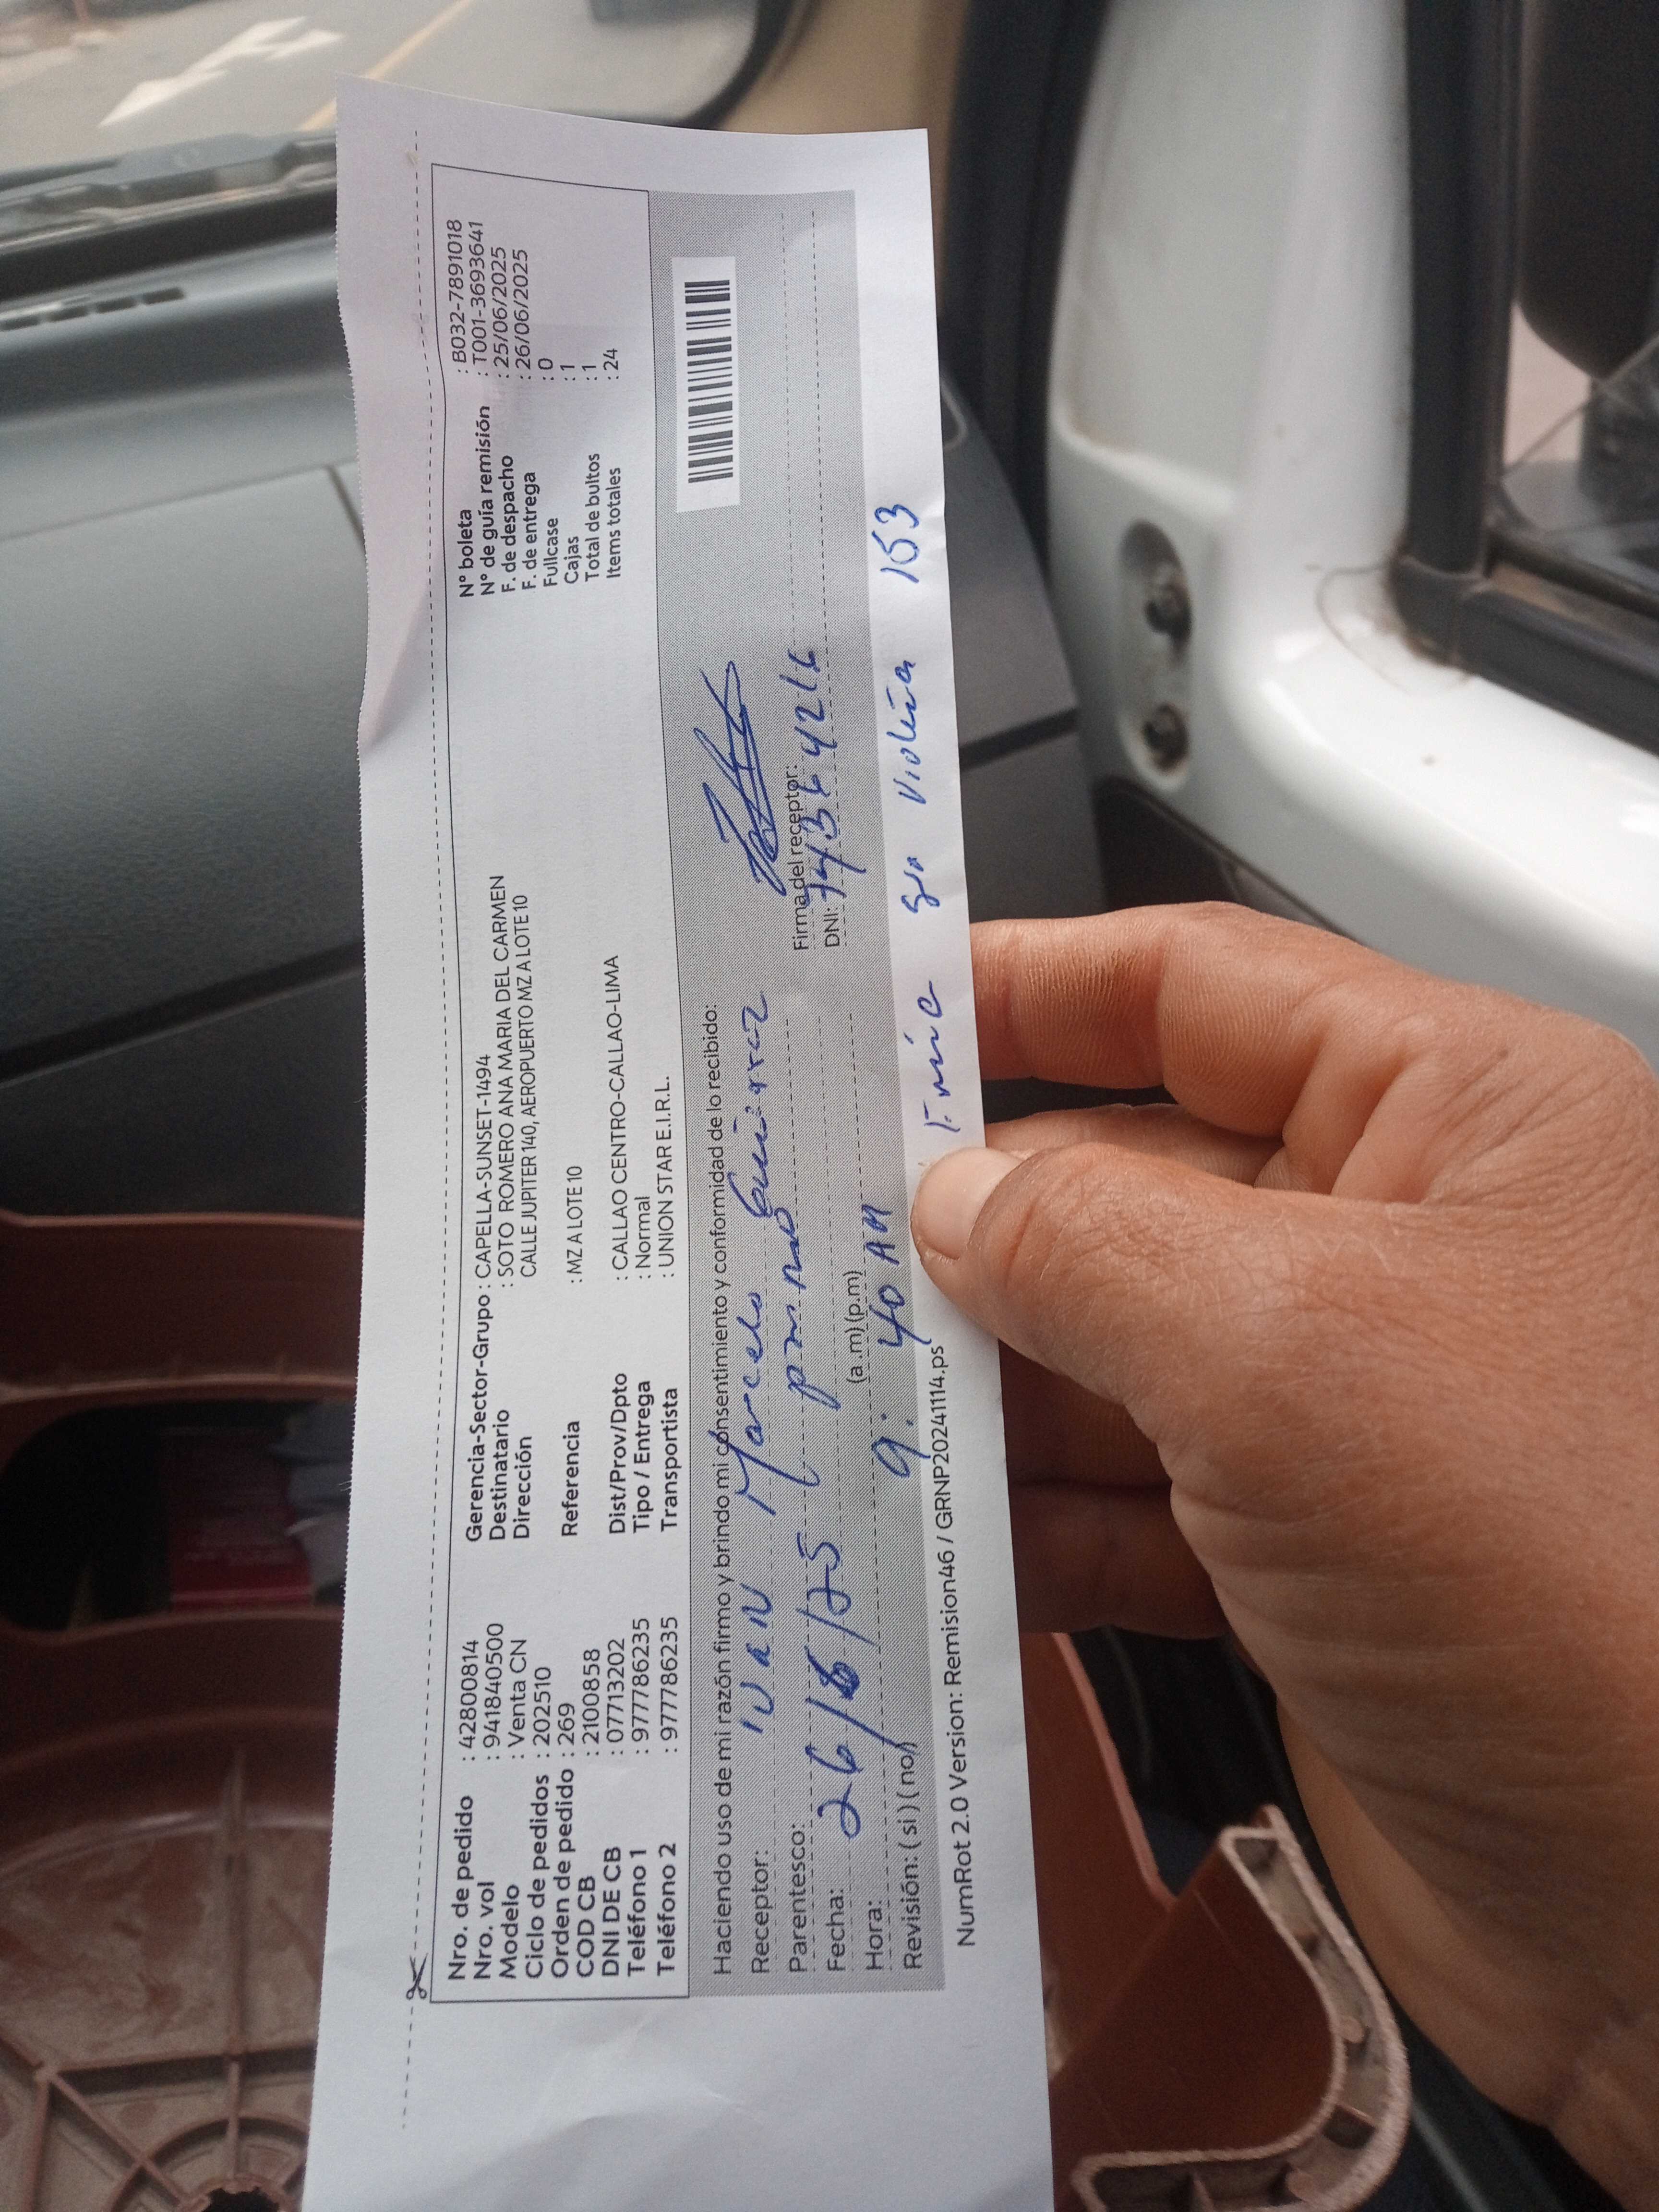 Nro. de pedido : 42800814
Nro. vol : 941840500
Modelo : Venta CN
Ciclo de pedidos : 202510
Orden de pedido : 269
COD CB : 2100858
DNI DE CB : 07713202
Teléfono 1 : 977786235
Teléfono 2 : 977786235
Gerencia-Sector-Grupo : CAPELLA-SUNSET-1494
Destinatario : SOTO ROMERO ANA MARIA DEL CARMEN
Dirección CALLE JUPITER 140, AEROPUERTO MZ A LOTE 10
Referencia : MZ A LOTE 10
Dist/Prov/Dpto : CALLAO CENTRO-CALLAO-LIMA
Tipo / Entrega : Normal
Transportista : UNION STAR E.I.R.L.
N° boleta : B032-7891018
N° de guía remisión : T001-3693641
F. de despacho : 25/06/2025
F. de entrega : 26/06/2025
Fullcase : 0
Cajas : 1
Total de bultos : 1
Items totales : 24
Haciendo uso de mi razón firmo y brindo mi consentimiento y conformidad de lo recibido:
Receptor: Marcelo
Parentesco:
Fecha: 26/6/25
Hora: (a .m) (p.m) 9:40 AM
Revisión: ( si ) ( no )
Firma del receptor:
DNI:
163
NumRot 2.0 Version: Remision46 / GRNP20241114.ps